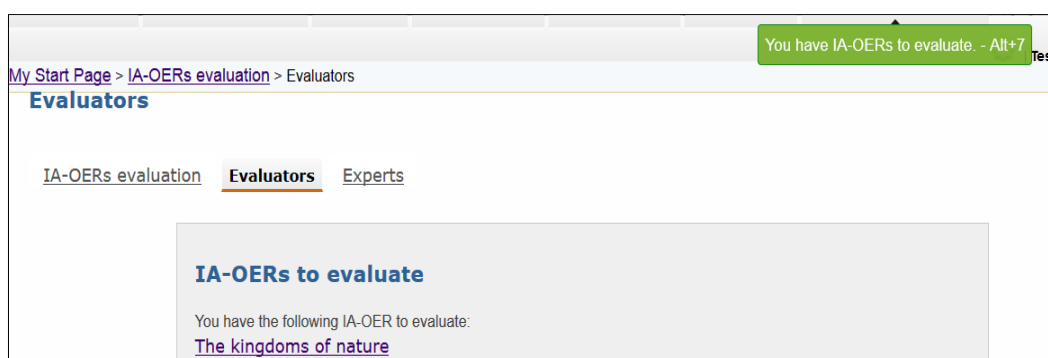 You have IA-OERs to evaluate. - Alt+7
Tes
My Start Page > IA-OERs evaluation > Evaluators
Evaluators
IA-OERs evaluation Evaluators Experts
IA-OERs to evaluate
You have the following IA-OER to evaluate:
The kingdoms of nature